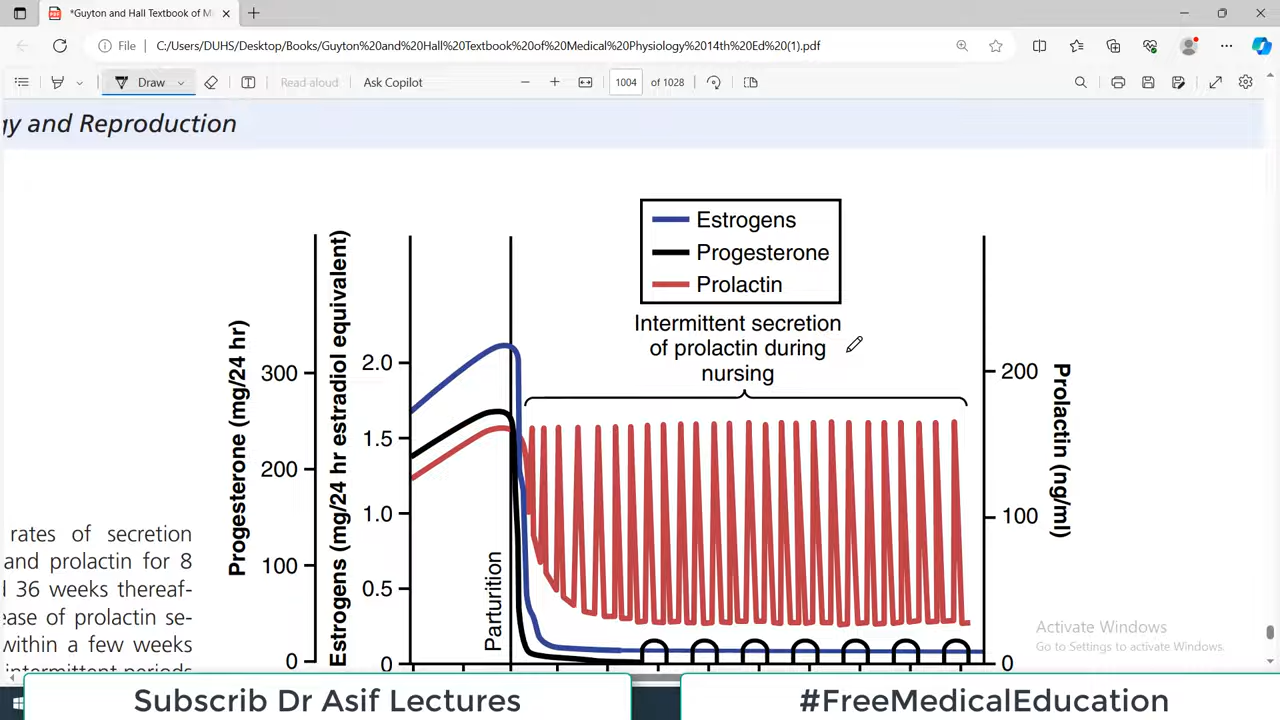 *Guyton and Hall Textbook of M
File
C:/Users/DUHS/Desktop/Books/Guyton%20and%20Hall%20Textbook%20of%20Medical%20Physiology%2014th%20Ed%20(1).pdf
Draw
Read aloud
Ask Copilot
1004 of 1028
gy and Reproduction
Estrogens
Progesterone
Prolactin
Intermittent secretion
of prolactin during
nursing
Progesterone (mg/24 hr)
300
200
100
0
Estrogens (mg/24 hr estradiol equivalent)
2.0
1.5
1.0
0.5
0
Parturition
200
100
0
Prolactin (ng/ml)
rates of secretion
and prolactin for 8
d 36 weeks thereaf-
ease of prolactin se-
within a few weeks
intermittent periods
Activate Windows
Go to Settings to activate Windows.
Subscrib Dr Asif Lectures
#FreeMedicalEducation